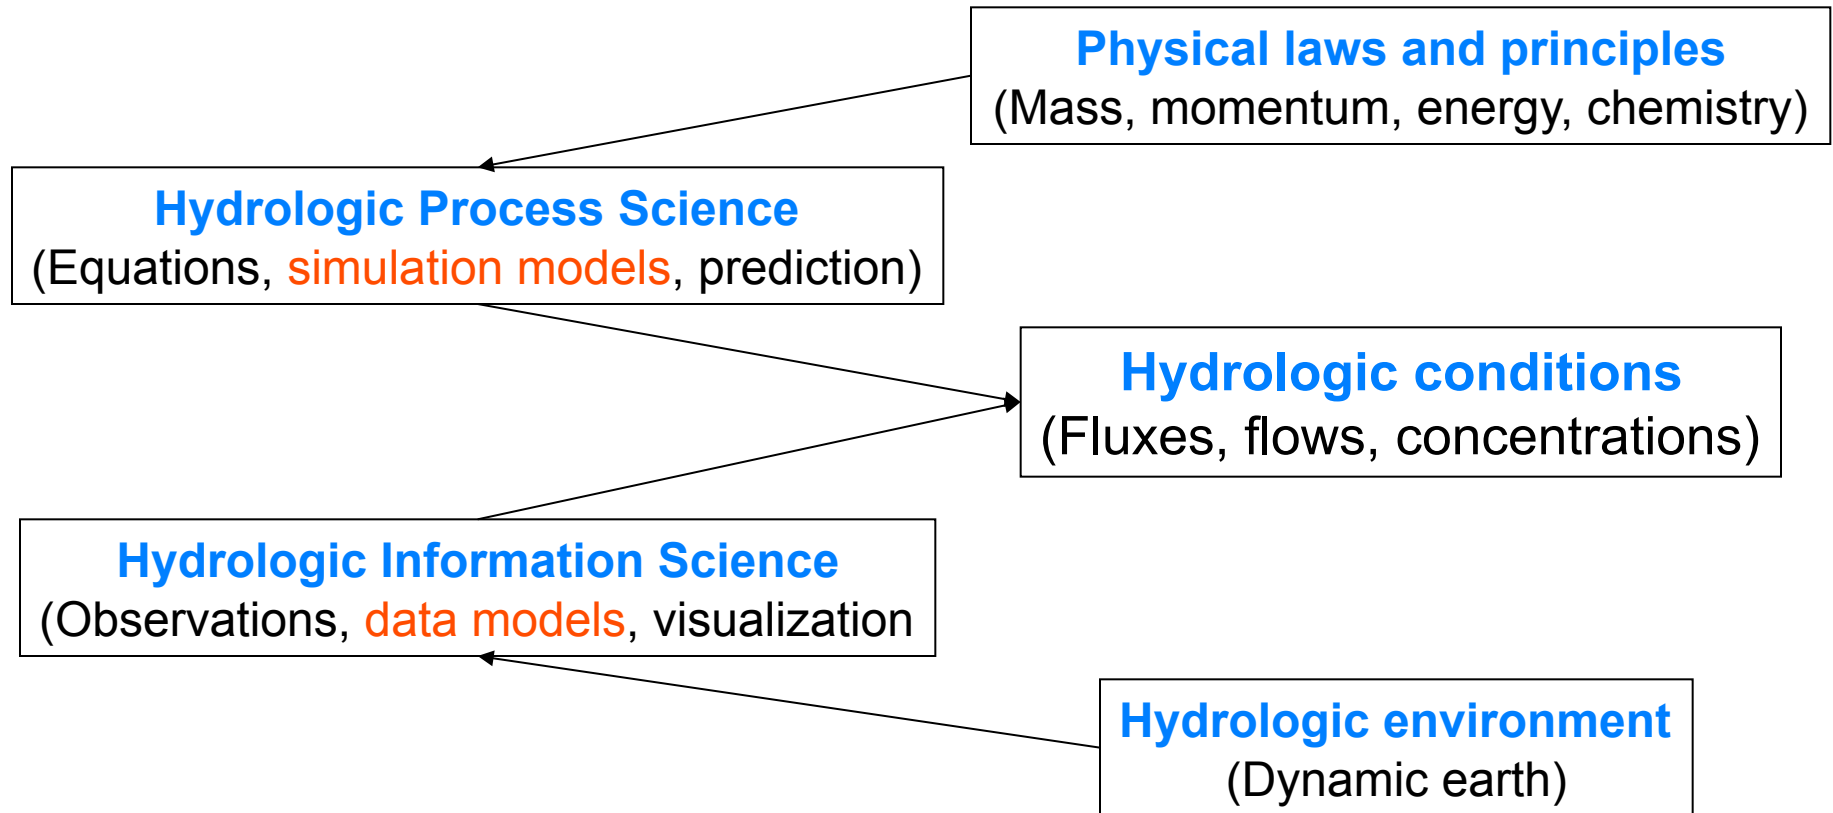 Physical laws and principles
(Mass, momentum, energy, chemistry)
Hydrologic Process Science
(Equations, simulation models, prediction)
Hydrologic conditions
(Fluxes, flows, concentrations)
Hydrologic Information Science
(Observations, data models, visualization
Hydrologic environment
(Dynamic earth)